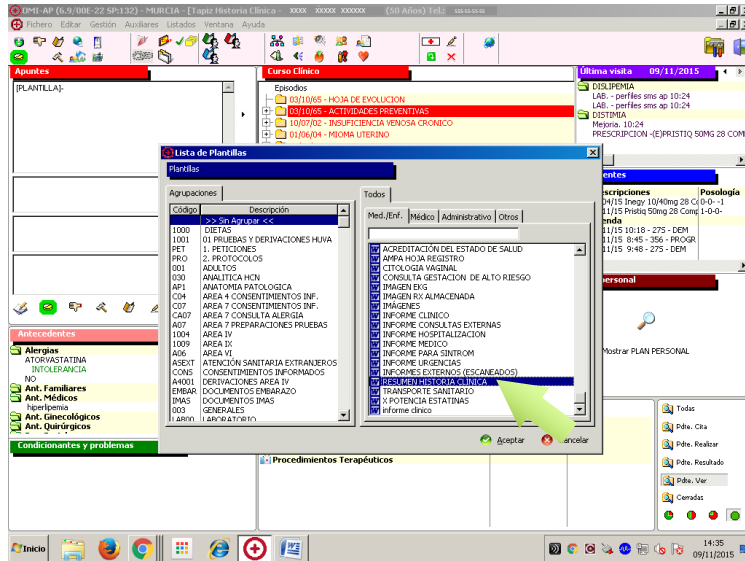 OMI-AP (6.9/00E-22 SP:132) - MURCIA - [Tapiz Historia Clínica - XXXX XXXXX XXXXXX (50 Años) Tel.:
Fichero Editar Gestión Auxiliares Listados Ventana Ayuda
Apuntes
[PLANTILLA]-
Curso Clínico
Episodios
03/10/65 - HOJA DE EVOLUCION
03/10/65 - ACTIVIDADES PREVENTIVAS
10/07/02 - INSUFICIENCIA VENOSA CRONICO
01/06/04 - MIOMA UTERINO
Última visita 09/11/2015
DISLIPEMIA
LAB. - perfiles sms ap 10:24
LAB. - perfiles sms ap 10:24
DISTIMIA
Mejoria. 10:24
PRESCRIPCION -(E)PRISTIQ 50MG 28 COM
Lista de Plantillas
Plantillas
Agrupaciones
Código Descripción
>> Sin Agrupar <<
1000 DIETAS
1001 01 PRUEBAS Y DERIVACIONES HUVA
PET 1. PETICIONES
PRO 2. PROTOCOLOS
001 ADULTOS
030 ANALITICA HCN
AP1 ANATOMIA PATOLOGICA
C04 AREA 4 CONSENTIMIENTOS INF.
C07 AREA 7 CONSENTIMIENTOS INF.
CA07 AREA 7 CONSULTA ALERGIA
A07 AREA 7 PREPARACIONES PRUEBAS
1004 AREA IV
1009 AREA IX
A06 AREA VI
ASEXT ATENCIÓN SANITARIA EXTRANJEROS
CONS CONSENTIMIENTOS INFORMADOS
A4001 DERIVACIONES AREA IV
EMBAR DOCUMENTOS EMBARAZO
IMAS DOCUMENTOS IMAS
003 GENERALES
LAB00 LABORATORIO
Todos
Med./Enf. Médico Administrativo Otros
ACREDITACIÓN DEL ESTADO DE SALUD
AMPA HOJA REGISTRO
CITOLOGIA VAGINAL
CONSULTA GESTACION DE ALTO RIESGO
IMAGEN EKG
IMAGEN RX ALMACENADA
IMÁGENES
INFORME CLINICO
INFORME CONSULTAS EXTERNAS
INFORME HOSPITALIZACION
INFORME MEDICO
INFORME PARA SINTROM
INFORME URGENCIAS
INFORMES EXTERNOS (ESCANEADOS)
RESUMEN HISTORIA CLÍNICA
TRANSPORTE SANITARIO
X POTENCIA ESTATINAS
informe clinico
Aceptar
Cancelar
entes
scripciones Posología
04/15 Inegy 10/40mg 28 Co 0-0- -1
11/15 Pristiq 50mg 28 Comp 1-0-0-
enda
11/15 10:18 - 275 - DEM
11/15 8:45 - 356 - PROGR
11/15 9:48 - 275 - DEM
personal
Mostrar PLAN PERSONAL
Antecedentes
Alergias
ATORVASTATINA
INTOLERANCIA
NO
Ant. Familiares
Ant. Médicos
hiperlipemia
Ant. Ginecológicos
Ant. Quirúrgicos
Condicionantes y problemas
Procedimientos Terapéuticos
Todas
Pdte. Cita
Pdte. Realizar
Pdte. Resultado
Pdte. Ver
Cerradas
Inicio
14:35
09/11/2015